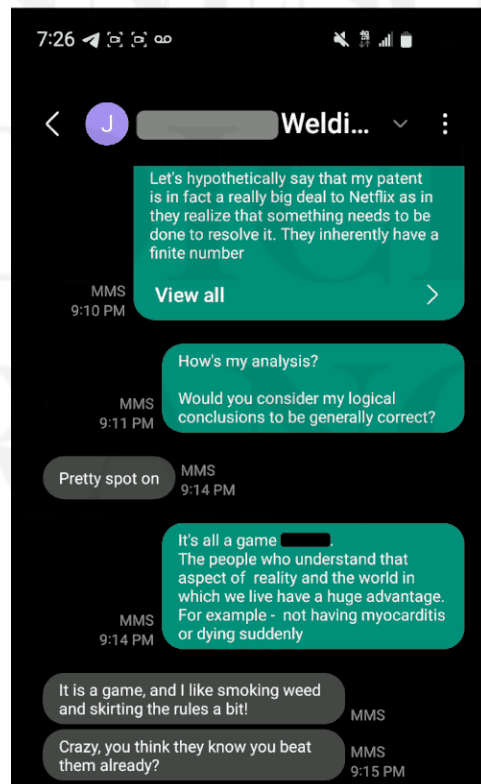 7:26
J Weldi...
Let's hypothetically say that my patent
is in fact a really big deal to Netflix as in
they realize that something needs to be
done to resolve it. They inherently have a
finite number
View all
MMS
9:10 PM
How's my analysis?
Would you consider my logical
conclusions to be generally correct?
MMS
9:11 PM
Pretty spot on
MMS
9:14 PM
It's all a game .
The people who understand that
aspect of reality and the world in
which we live have a huge advantage.
For example - not having myocarditis
or dying suddenly
MMS
9:14 PM
It is a game, and I like smoking weed
and skirting the rules a bit!
MMS
Crazy, you think they know you beat
them already?
MMS
9:15 PM